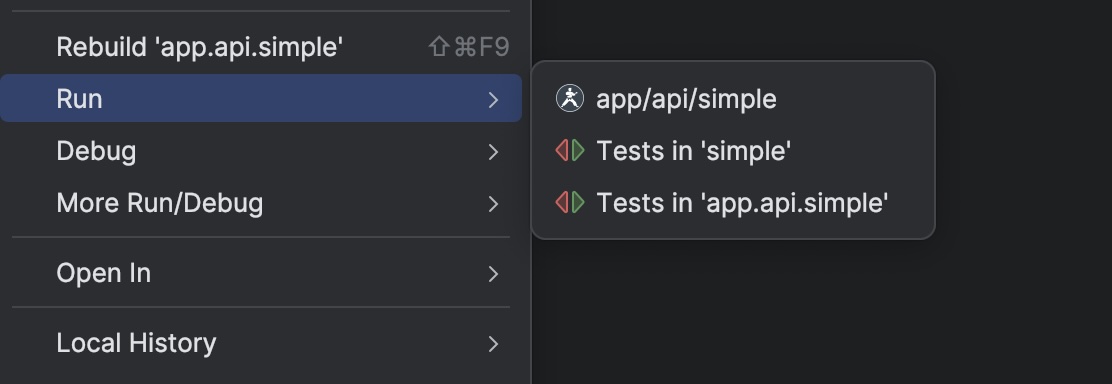 Rebuild 'app.api.simple' ⇧⌘F9
Run
Debug
More Run/Debug
Open In
Local History
app/api/simple
Tests in 'simple'
Tests in 'app.api.simple'